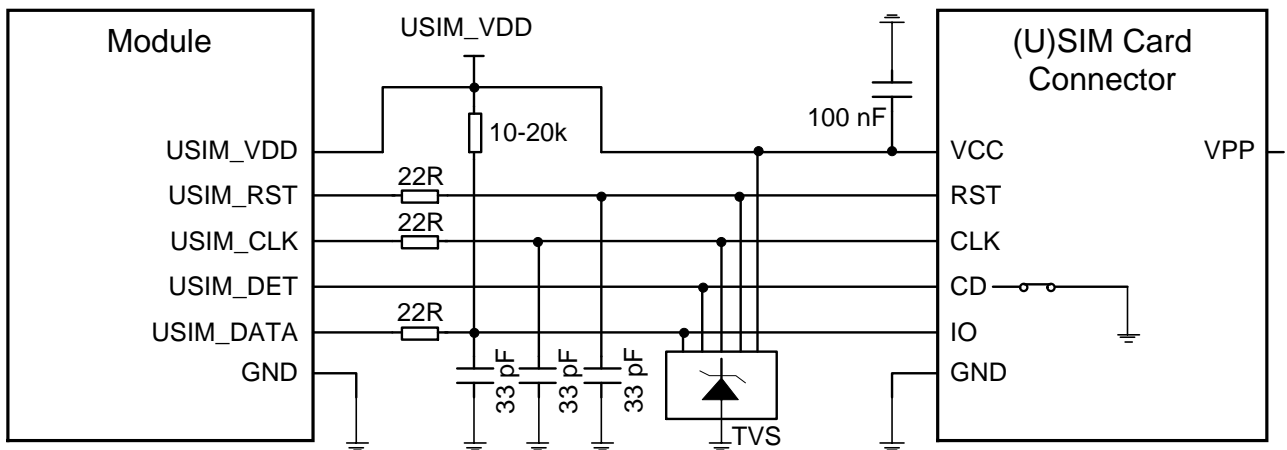 Module
USIM_VDD
USIM_RST
USIM_CLK
USIM_DET
USIM_DATA
GND
USIM_VDD
10-20k
22R
22R
22R
33 pF
33 pF
33 pF
TVS
100 nF
(U)SIM Card
Connector
VCC
VPP
RST
CLK
CD
IO
GND